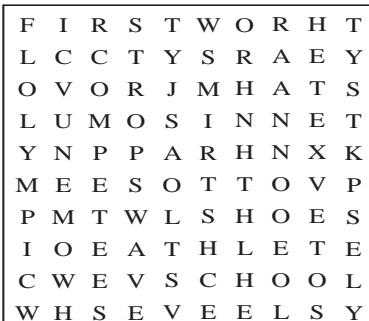 F I R S T W O R H T
L C C T Y S R A E Y
O V O R J M H A T S
L U M O S I N N E T
Y N P P A R H N X K
M E E S O T T O V P
P M T W L S H O E S
I O E A T H L E T E
C W E V S C H O O L
W H S E V E E L S Y